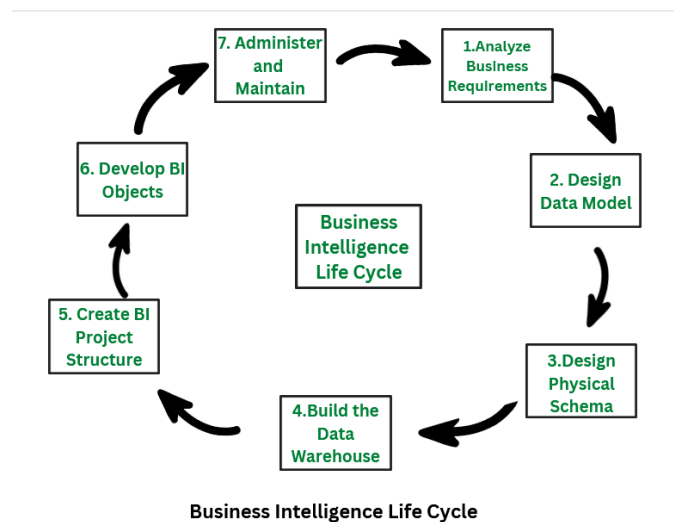 7. Administer
and
Maintain
1.Analyze
Business
Requirements
6. Develop BI
Objects
2. Design
Data Model
Business
Intelligence
Life Cycle
5. Create BI
Project
Structure
3.Design
Physical
Schema
4.Build the
Data
Warehouse
Business Intelligence Life Cycle